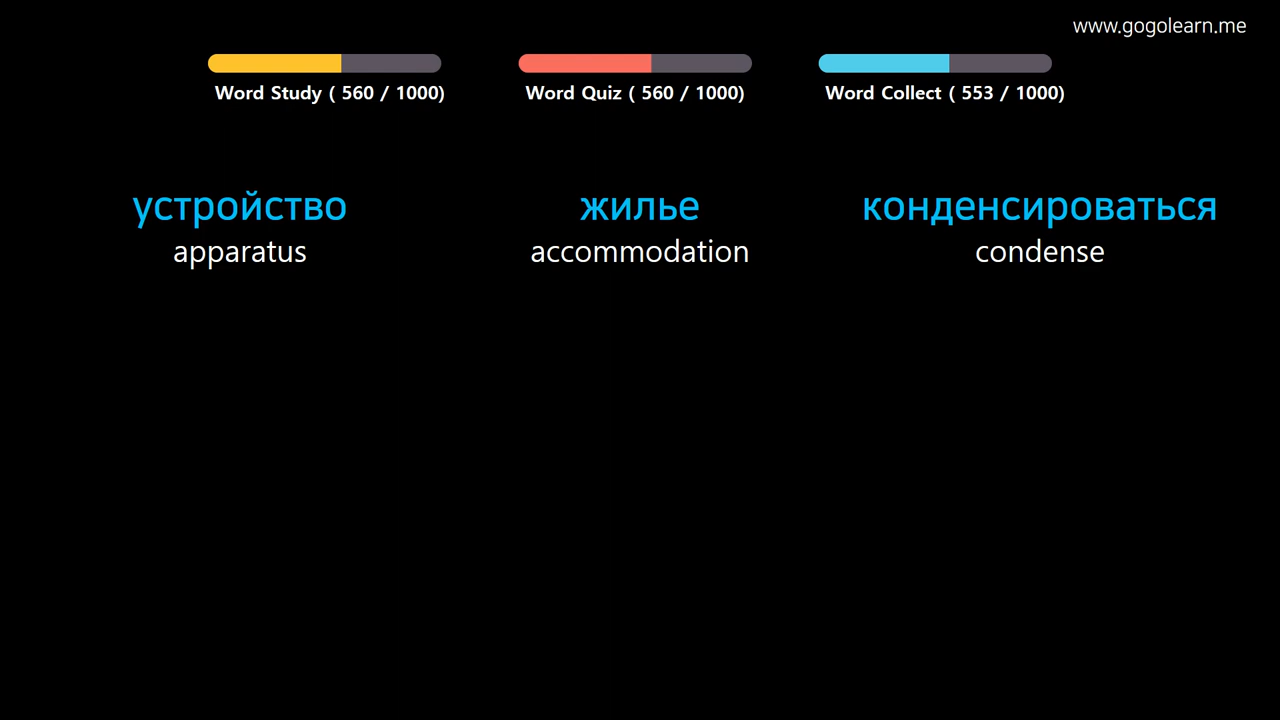 www.gogolearn.me
Word Study ( 560 / 1000)
Word Quiz ( 560 / 1000)
Word Collect ( 553 / 1000)
устройство
apparatus
жилье
accommodation
конденсироваться
condense